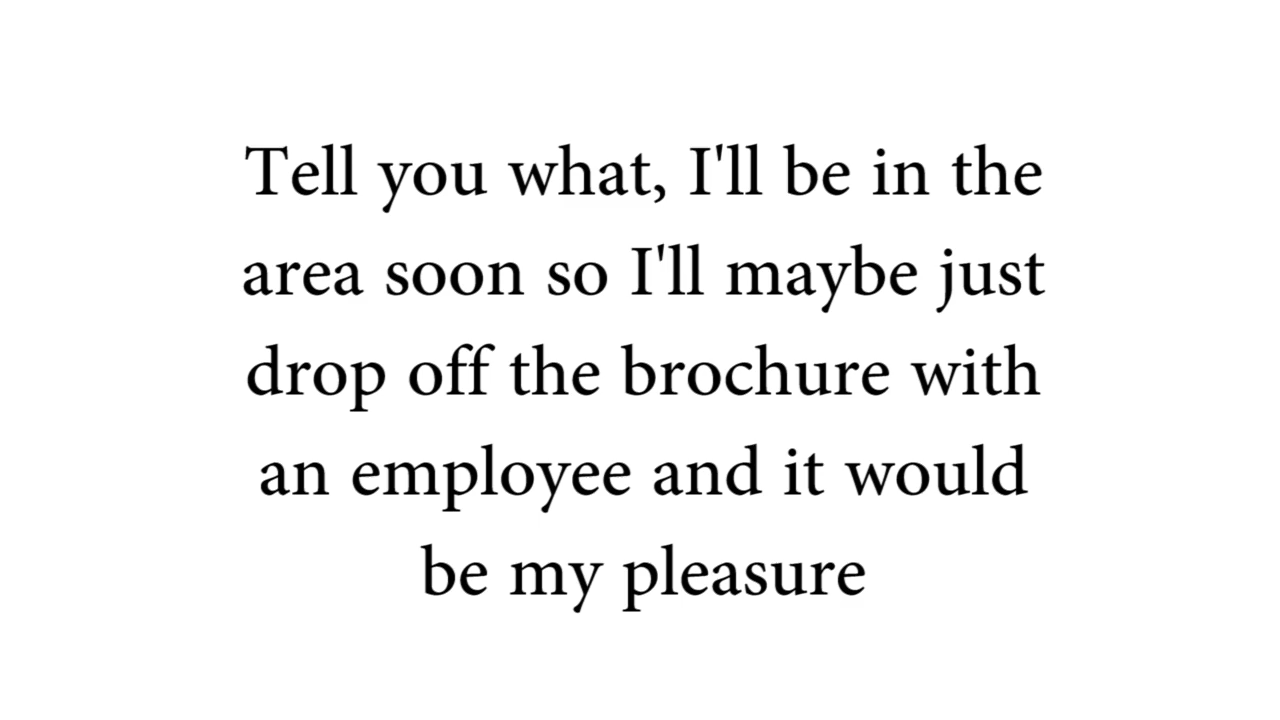 Tell you what, I'll be in the
area soon so I'll maybe just
drop off the brochure with
an employee and it would
be my pleasure